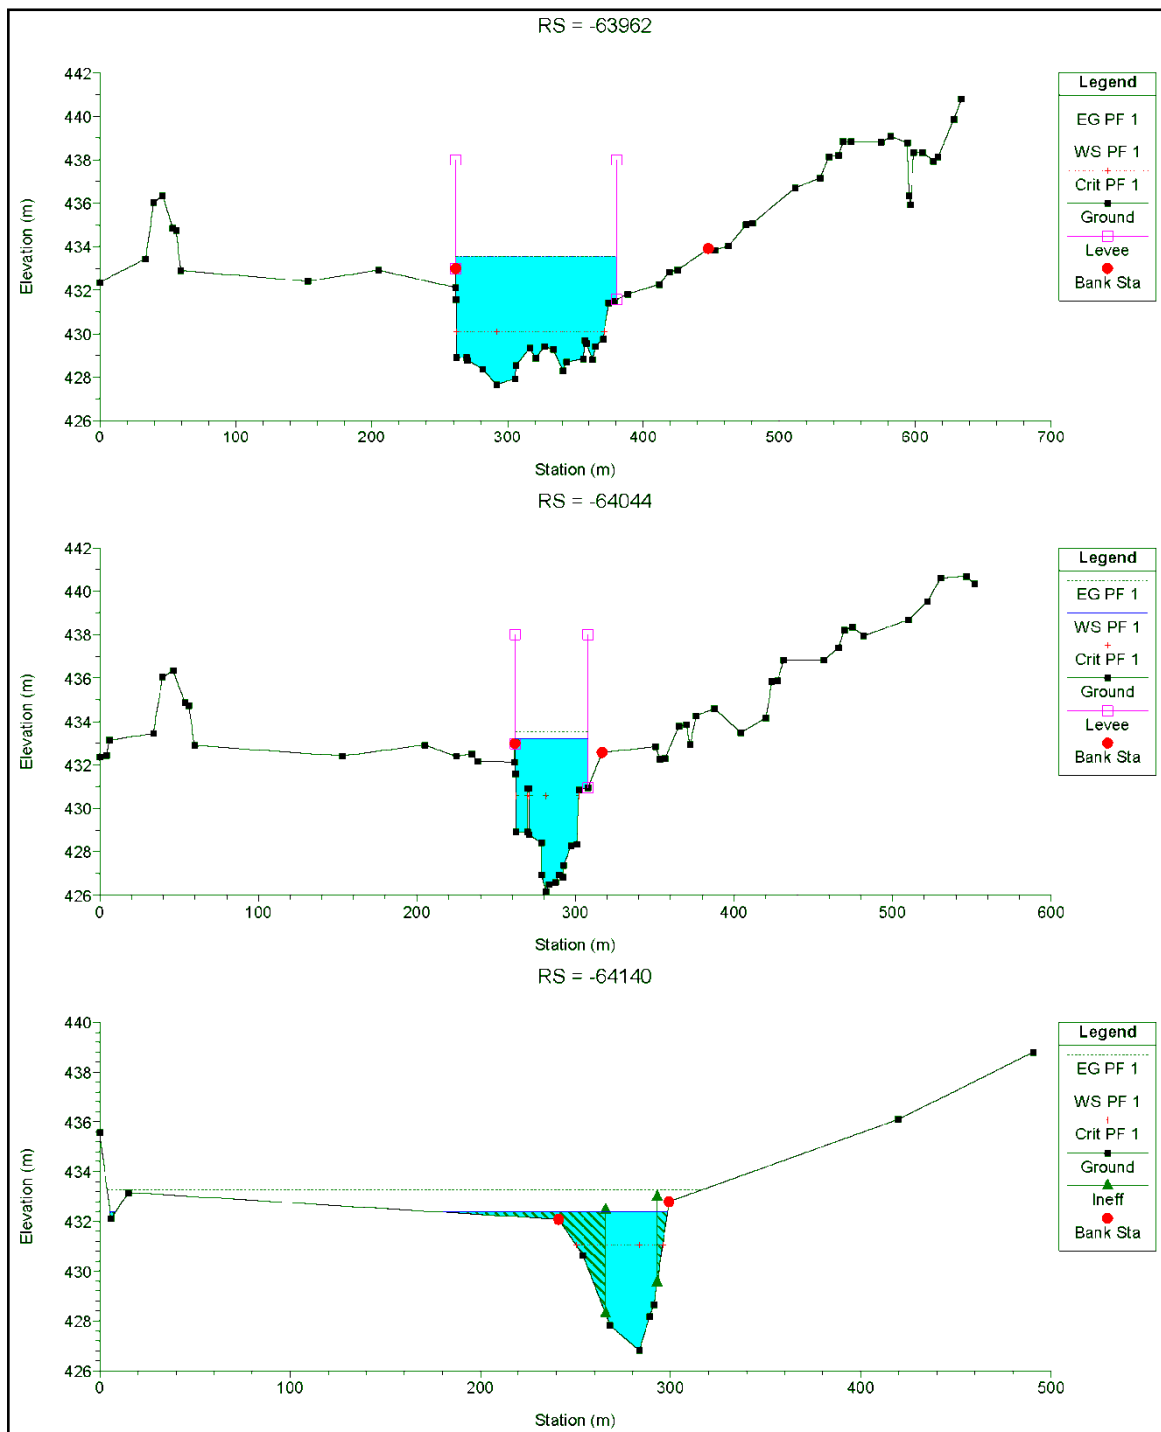 RS = -63962
442
440
438
436
434
432
430
428
426
Elevation (m)
0
100
200
300
400
500
600
700
Station (m)
Legend
EG PF 1
WS PF 1
Crit PF 1
Ground
Levee
Bank Sta
RS = -64044
442
440
438
436
434
432
430
428
426
Elevation (m)
0
100
200
300
400
500
600
Station (m)
Legend
EG PF 1
WS PF 1
Crit PF 1
Ground
Levee
Bank Sta
RS = -64140
440
438
436
434
432
430
428
426
Elevation (m)
0
100
200
300
400
500
Station (m)
Legend
EG PF 1
WS PF 1
Crit PF 1
Ground
Ineff
Bank Sta